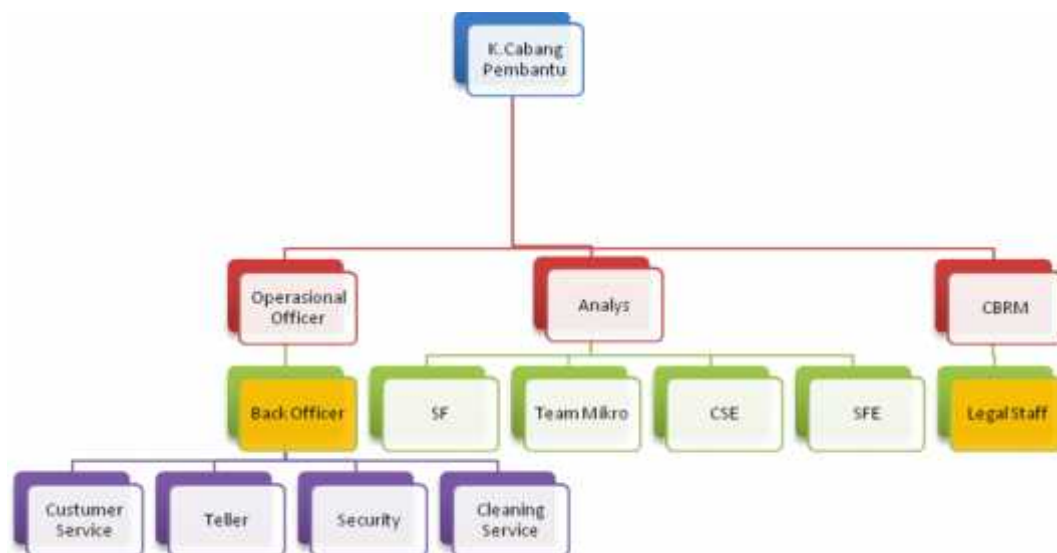 K.Cabang
Pembantu
Operasional
Officer
Analys
CBRM
Back Officer
SF
Team Mikro
CSE
SFE
Legal Staff
Custumer
Service
Teller
Security
Cleaning
Service